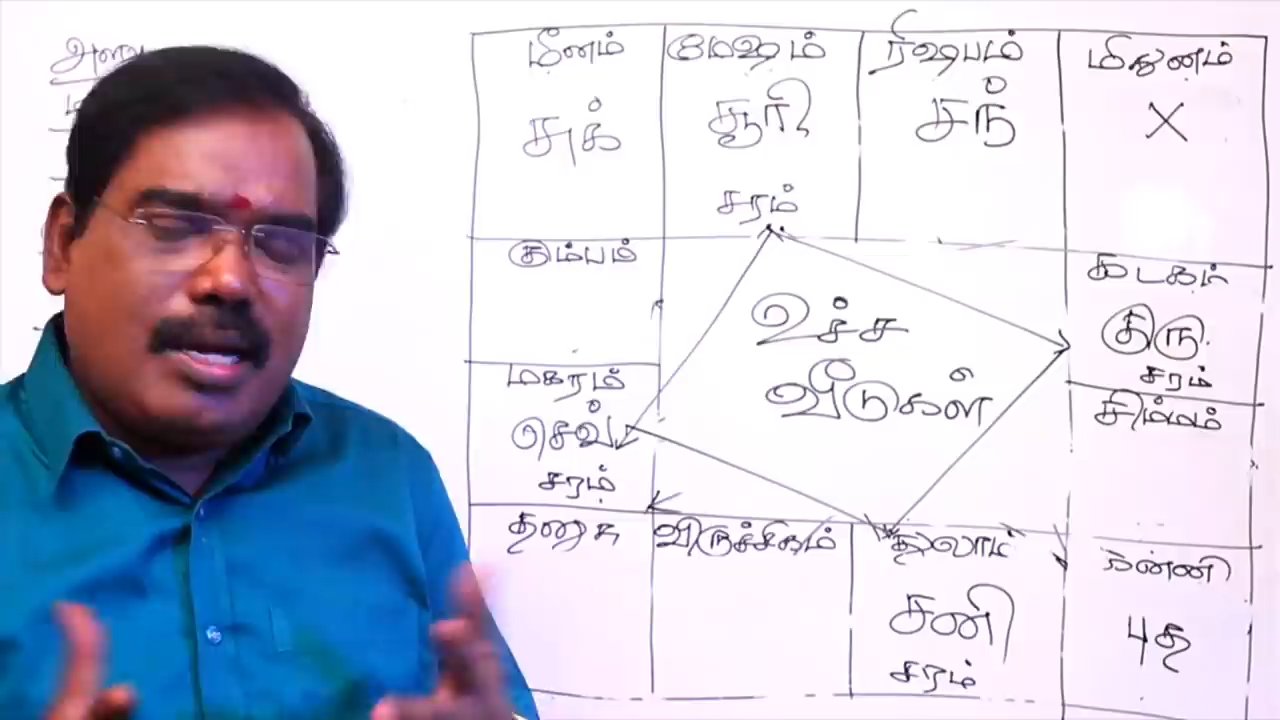 மீனம்
சுக்
மேஷம்
சூரி
சரம்
ரிஷபம்
சந்
மிதுனம்
X
கும்பம்
கடகம்
குரு
சரம்
உச்ச
வீடுகள்
மகரம்
செவ்
சரம்
சிம்மம்
தனுசு
விருச்சிகம்
துலாம்
சனி
சரம்
கன்னி
புத